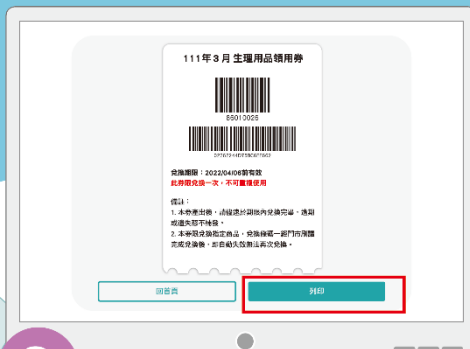 111年3月生理用品領用券
85010025
兌換期限：2022/04/06前有效
此券限兌換一次，不可重複使用
備註：
1. 本券產出後，請儘速於期限內兌換完畢，逾期
或遺失恕不補發。
2. 本券限兌換指定商品，兌換條碼一經門市刷讀
完成兌換後，即自動失效無法再次兌換。
回首頁
列印